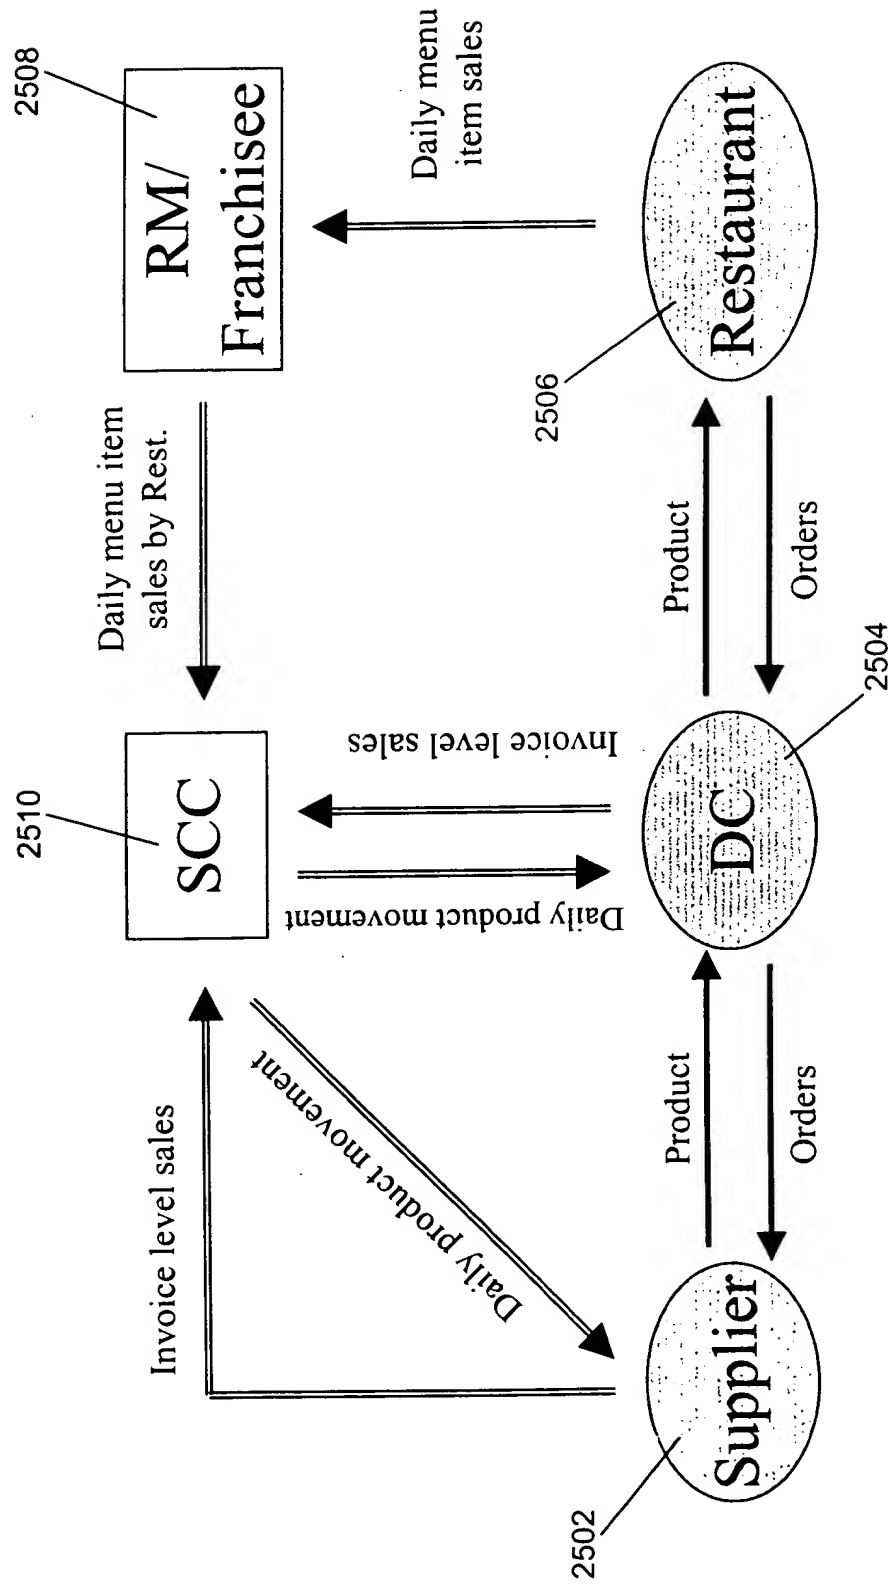 2510
SCC
Daily menu item
sales by Rest.
2508
RM/
Franchisee
Invoice level sales
Daily product movement
Daily product movement
Invoice level sales
Daily menu
item sales
2502
Supplier
Product
Orders
2504
DC
Product
Orders
2506
Restaurant